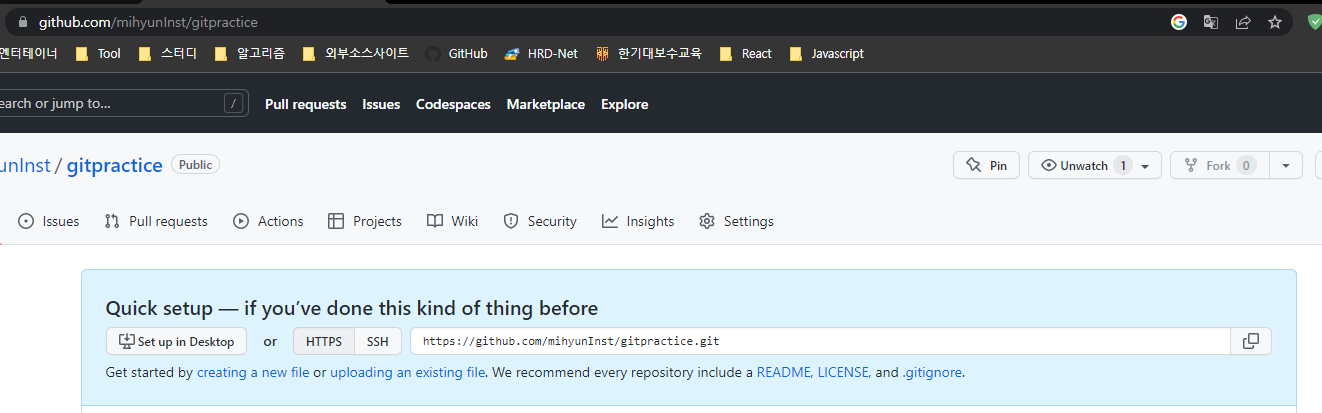 github.com/mihyunInst/gitpractice
엔터테이너 Tool 스터디 알고리즘 외부소스사이트 GitHub HRD-Net 한기대보수교육 React Javascript
earch or jump to... / Pull requests Issues Codespaces Marketplace Explore
unInst / gitpractice Public Pin Unwatch 1 Fork 0
Issues Pull requests Actions Projects Wiki Security Insights Settings
Quick setup — if you’ve done this kind of thing before
Set up in Desktop or HTTPS SSH https://github.com/mihyunInst/gitpractice.git
Get started by creating a new file or uploading an existing file. We recommend every repository include a README, LICENSE, and .gitignore.